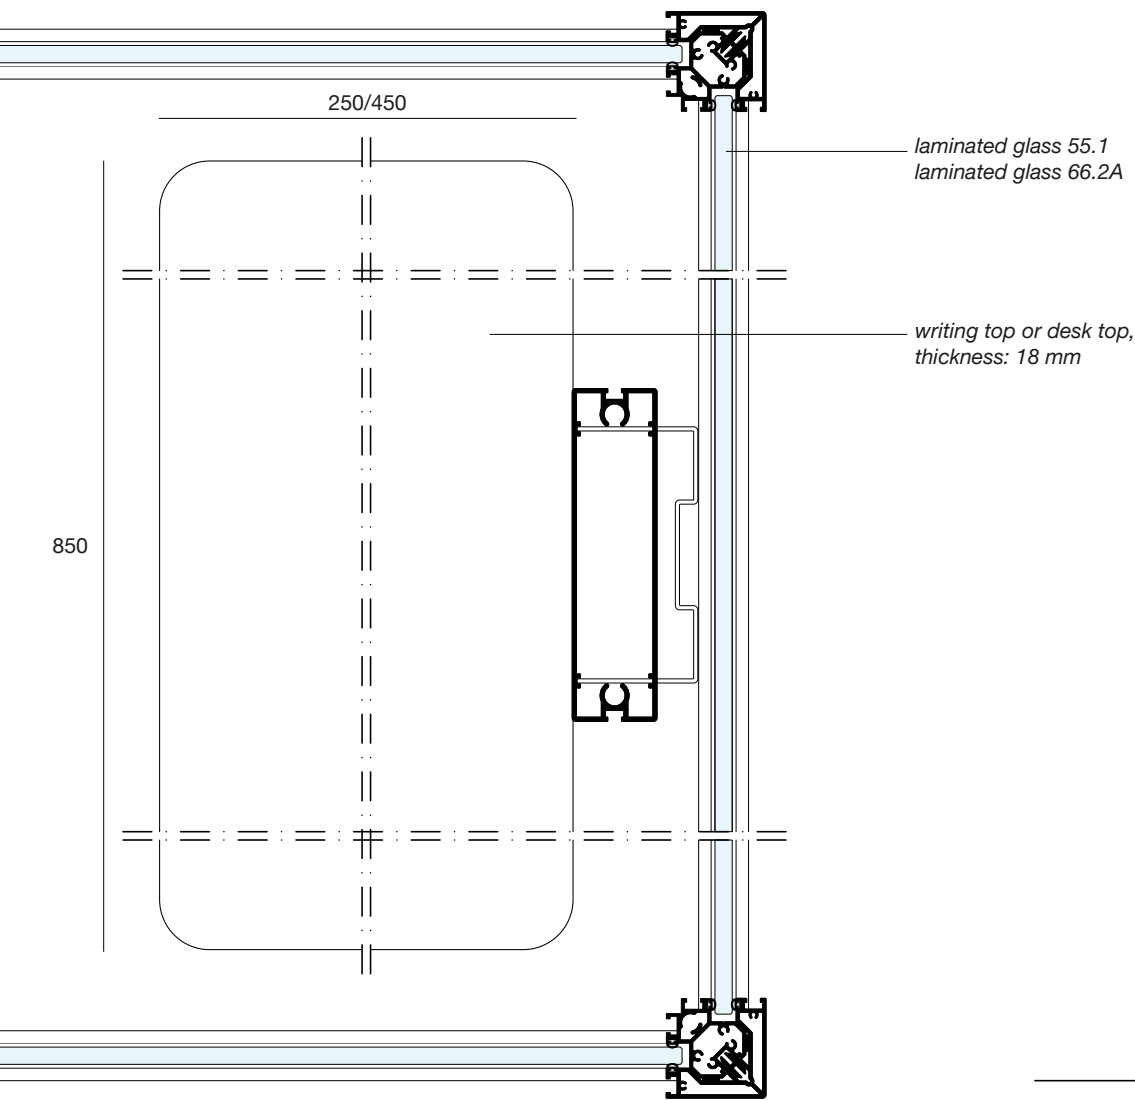 250/450
laminated glass 55.1
laminated glass 66.2A
writing top or desk top,
thickness: 18 mm
850